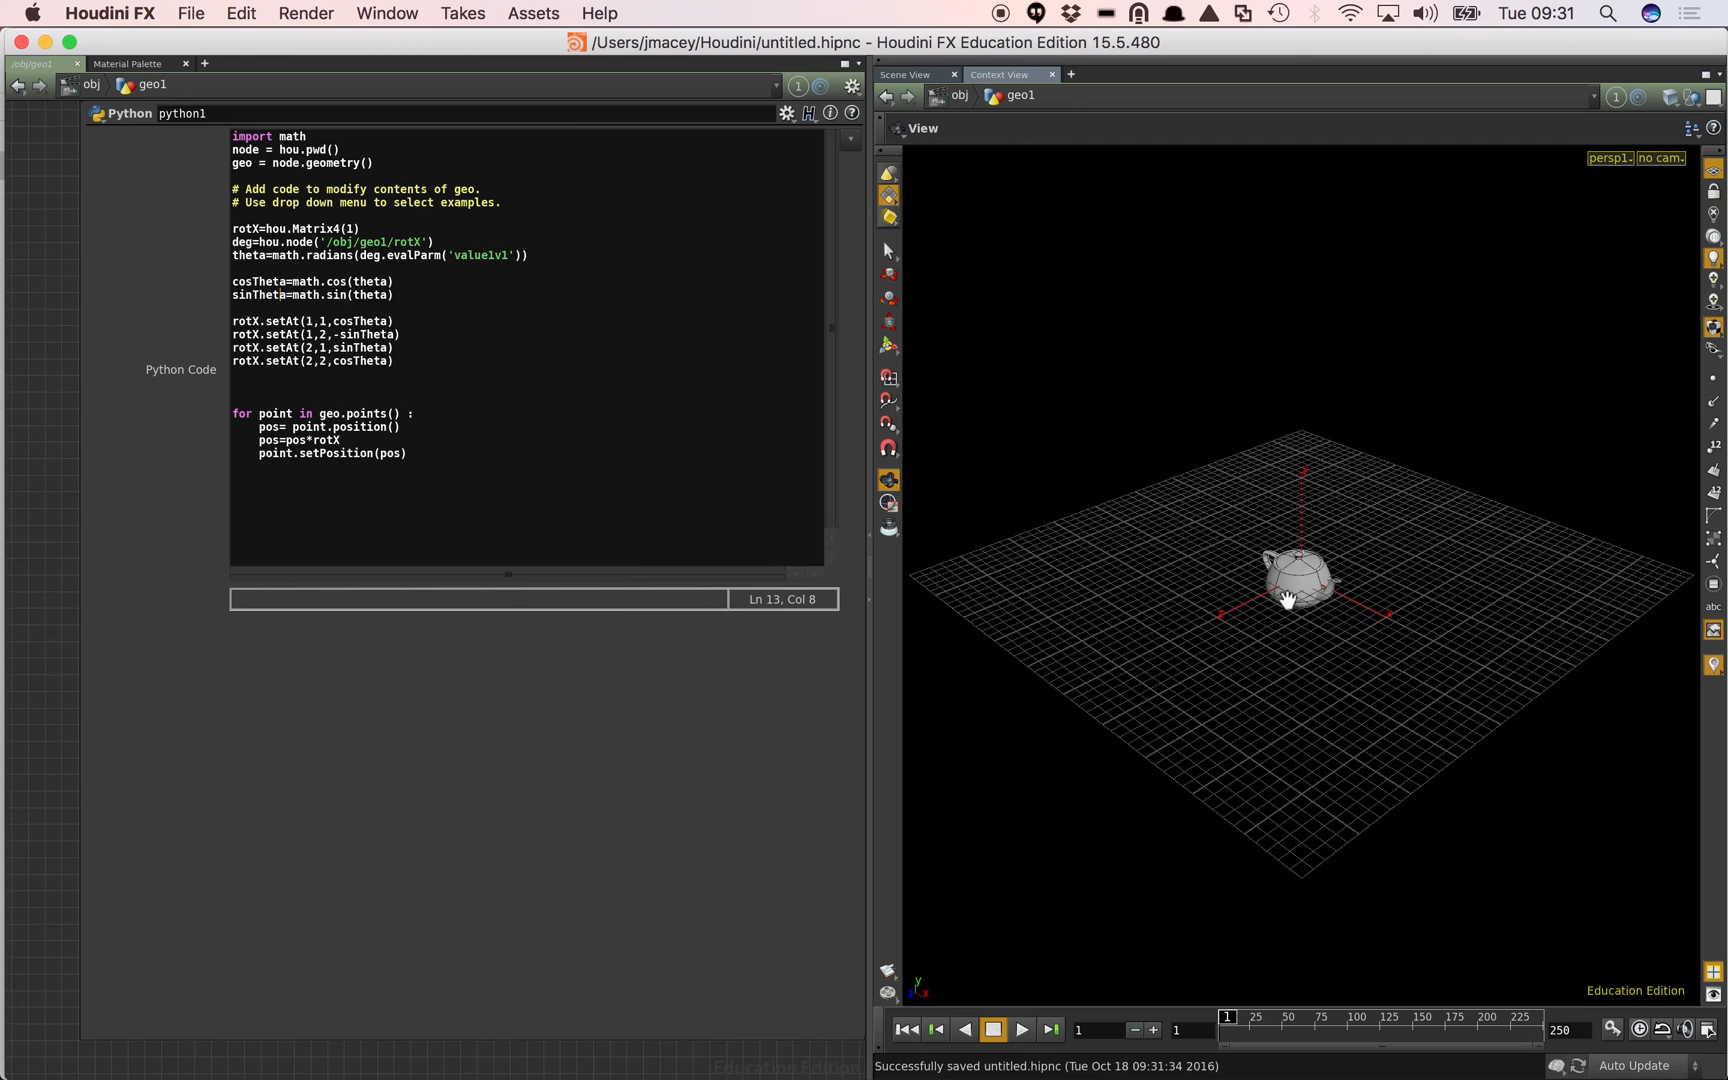 Houdini FX File Edit Render Window Takes Assets Help Tue 09:31
/Users/jmacey/Houdini/untitled.hipnc - Houdini FX Education Edition 15.5.480
/obj/geo1 Material Palette
obj geo1 1
Python python1
import math
node = hou.pwd()
geo = node.geometry()
# Add code to modify contents of geo.
# Use drop down menu to select examples.
rotX=hou.Matrix4(1)
deg=hou.node('/obj/geo1/rotX')
theta=math.radians(deg.evalParm('value1v1'))
cosTheta=math.cos(theta)
sinTheta=math.sin(theta)
rotX.setAt(1,1,cosTheta)
rotX.setAt(1,2,-sinTheta)
rotX.setAt(2,1,sinTheta)
rotX.setAt(2,2,cosTheta)
Python Code
for point in geo.points() :
pos= point.position()
pos=pos*rotX
point.setPosition(pos)
Ln 13, Col 8
Education Edition
Scene View Context View
obj geo1 1
View
persp1 no cam
12
12
abc
Education Edition
1 1 1 25 50 75 100 125 150 175 200 225 250
Successfully saved untitled.hipnc (Tue Oct 18 09:31:34 2016) Auto Update